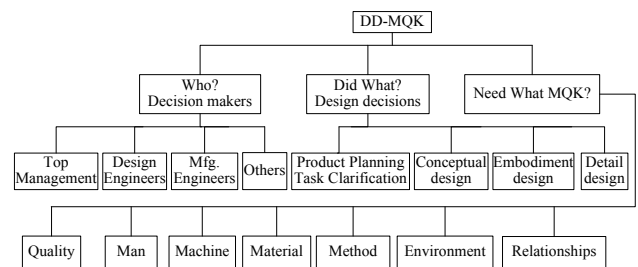 DD-MQK
Who?
Decision makers
Did What?
Design decisions
Need What MQK?
Top
Management
Design
Engineers
Mfg.
Engineers
Others
Product Planning
Task Clarification
Conceptual
design
Embodiment
design
Detail
design
Quality
Man
Machine
Material
Method
Environment
Relationships